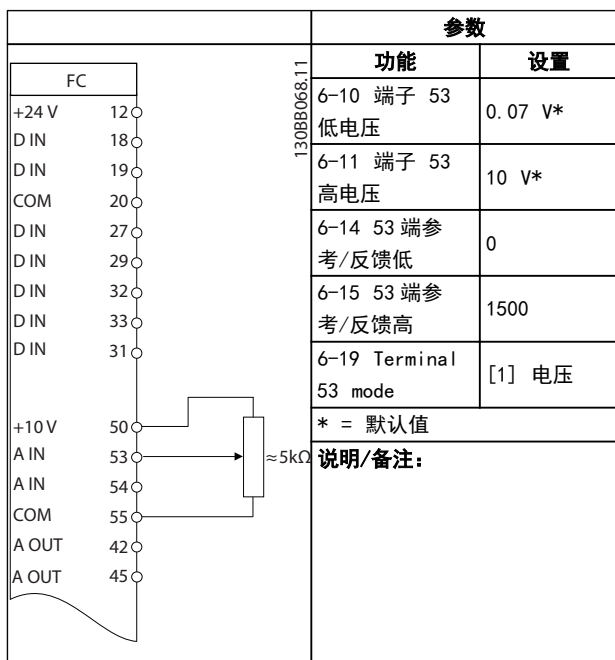 参数
功能 设置
6-10 端子 53
低电压
0.07 V*
6-11 端子 53
高电压
10 V*
6-14 53 端参
考/反馈低
0
6-15 53 端参
考/反馈高
1500
6-19 Terminal
53 mode
[1] 电压
* = 默认值
说明/备注:
FC
130BB068.11
+24 V 12
D IN 18
D IN 19
COM 20
D IN 27
D IN 29
D IN 32
D IN 33
D IN 31
+10 V 50
A IN 53
A IN 54
COM 55
A OUT 42
A OUT 45
≈5kΩ